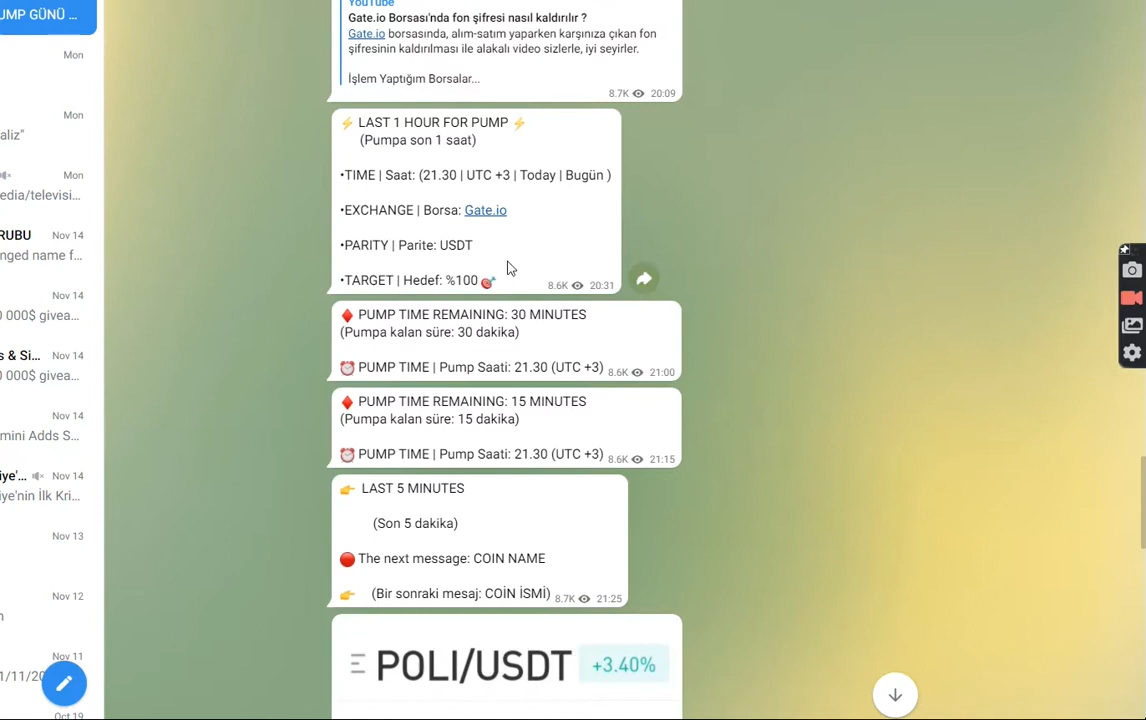 UMP GÜNÜ ...
Mon
Mon
aliz"
Mon
edia/televisi...
RUBU Nov 14
nged name f...
Nov 14
0 000$ givea...
s & Si... Nov 14
0 000$ givea...
Nov 14
mini Adds S...
iye'... Nov 14
iye'nin İlk Kri...
Nov 13
Nov 12
Nov 11
1/11/20
Oct 19
YouTube
Gate.io Borsası'nda fon şifresi nasıl kaldırılır ?
Gate.io borsasında, alım-satım yaparken karşınıza çıkan fon
şifresinin kaldırılması ile alakalı video sizlerle, iyi seyirler.
İşlem Yaptığım Borsalar...
8.7K 20:09
⚡ LAST 1 HOUR FOR PUMP ⚡
(Pumpa son 1 saat)
•TIME | Saat: (21.30 | UTC +3 | Today | Bugün )
•EXCHANGE | Borsa: Gate.io
•PARITY | Parite: USDT
•TARGET | Hedef: %100 🎯
8.6K 20:31
♦️ PUMP TIME REMAINING: 30 MINUTES
(Pumpa kalan süre: 30 dakika)
⏰ PUMP TIME | Pump Saati: 21.30 (UTC +3) 8.6K 21:00
♦️ PUMP TIME REMAINING: 15 MINUTES
(Pumpa kalan süre: 15 dakika)
⏰ PUMP TIME | Pump Saati: 21.30 (UTC +3) 8.6K 21:15
👉 LAST 5 MINUTES
(Son 5 dakika)
🔴 The next message: COIN NAME
👉 (Bir sonraki mesaj: COİN İSMİ) 8.7K 21:25
POLI/USDT +3.40%